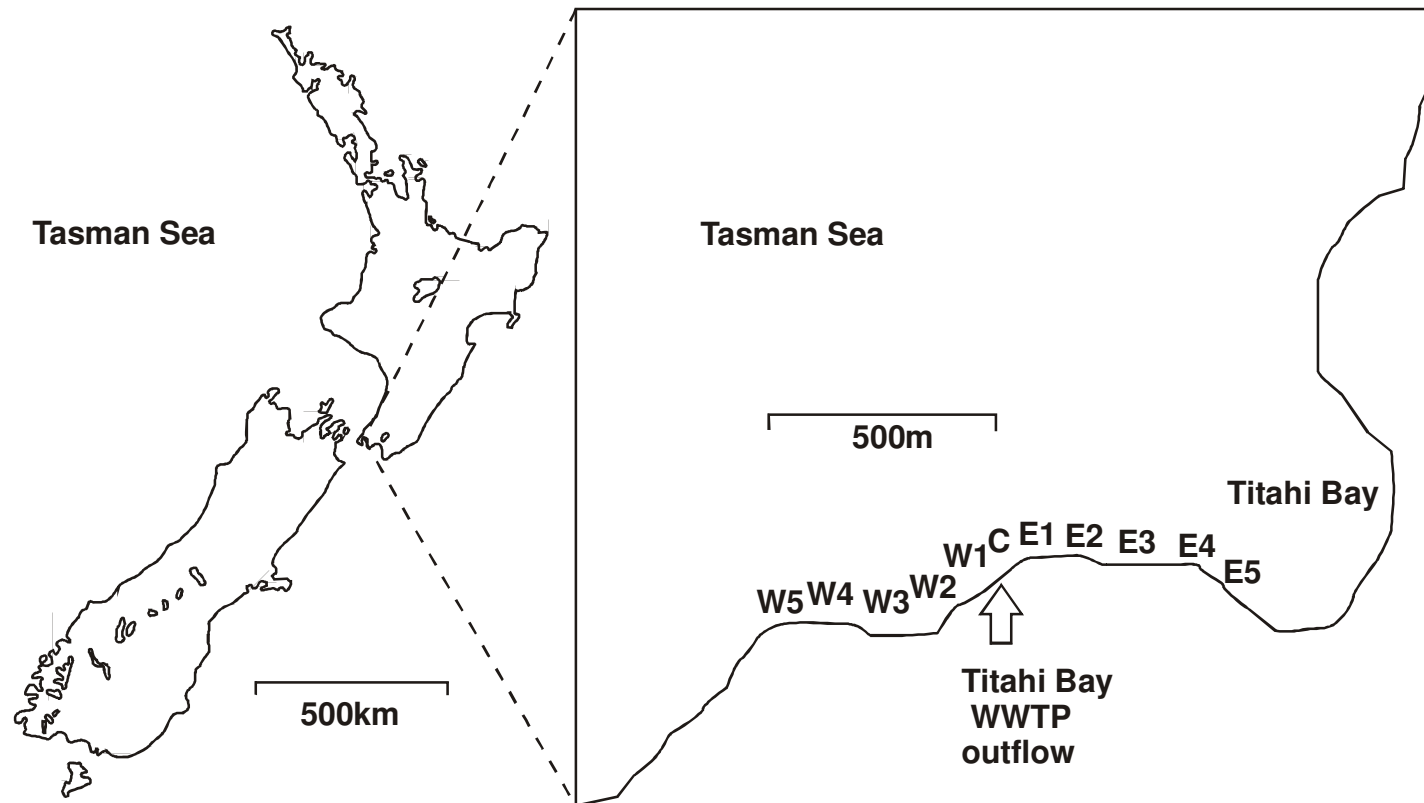 Tasman Sea
500km
Tasman Sea
500m
Titahi Bay
W5
W4
W3
W2
W1
C
E1
E2
E3
E4
E5
Titahi Bay
WWTP
outflow